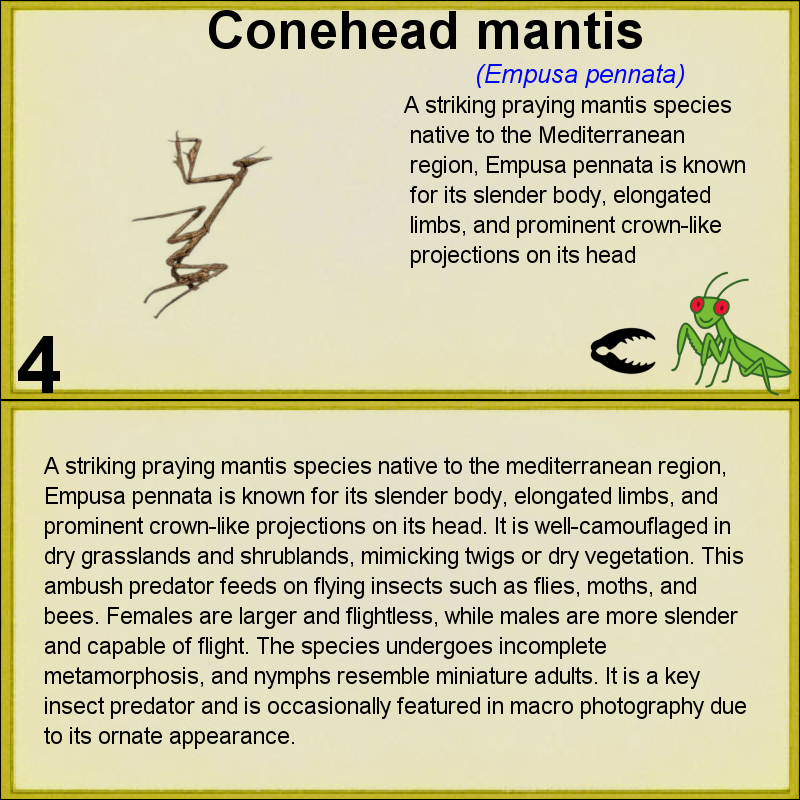 Conehead mantis
(Empusa pennata)
A striking praying mantis species
native to the Mediterranean
region, Empusa pennata is known
for its slender body, elongated
limbs, and prominent crown-like
projections on its head
4
A striking praying mantis species native to the mediterranean region,
Empusa pennata is known for its slender body, elongated limbs, and
prominent crown-like projections on its head. It is well-camouflaged in
dry grasslands and shrublands, mimicking twigs or dry vegetation. This
ambush predator feeds on flying insects such as flies, moths, and
bees. Females are larger and flightless, while males are more slender
and capable of flight. The species undergoes incomplete
metamorphosis, and nymphs resemble miniature adults. It is a key
insect predator and is occasionally featured in macro photography due
to its ornate appearance.